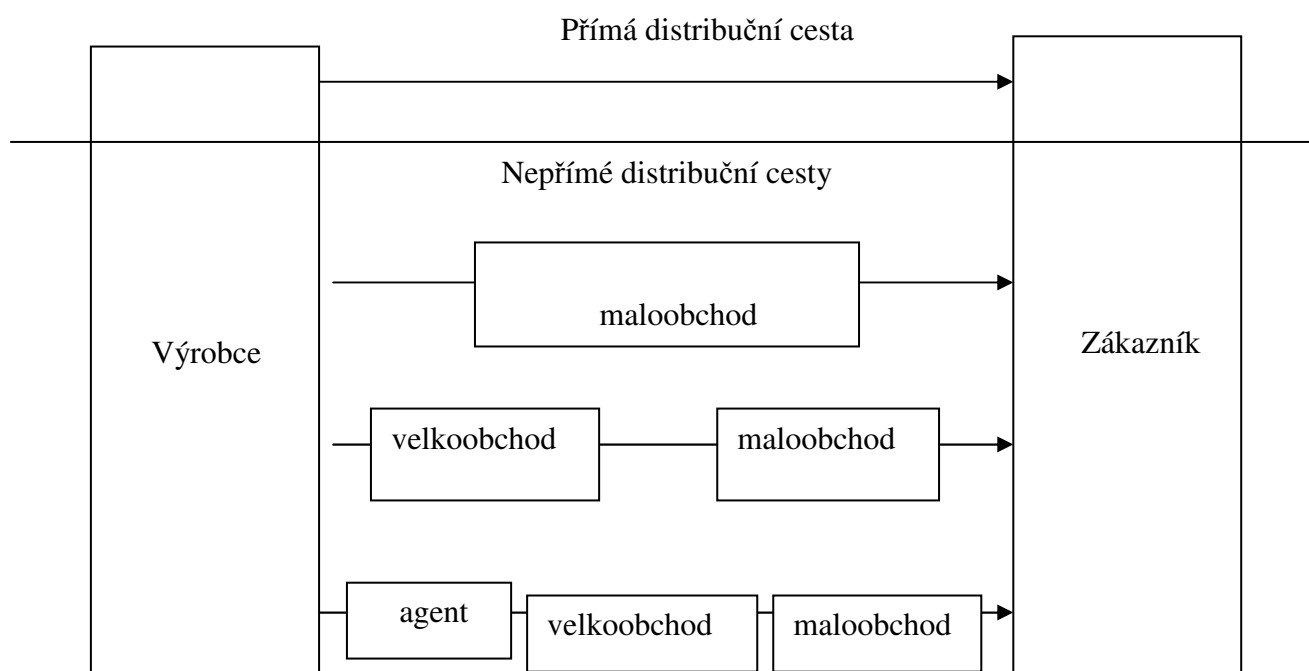 Přímá distribuční cesta
Nepřímé distribuční cesty
maloobchod
Výrobce
Zákazník
velkoobchod
maloobchod
agent
velkoobchod
maloobchod